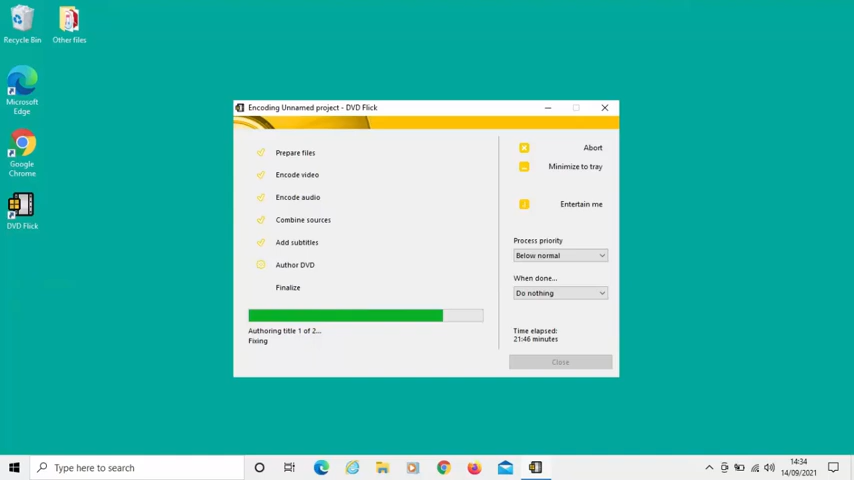 Recycle Bin
Other files
Microsoft
Edge
Google
Chrome
DVD Flick
Encoding Unnamed project - DVD Flick
Prepare files
Encode video
Encode audio
Combine sources
Add subtitles
Author DVD
Finalize
Authoring title 1 of 2...
Fixing
Abort
Minimize to tray
Entertain me
Process priority
Below normal
When done...
Do nothing
Time elapsed:
21:46 minutes
Close
Type here to search
14:34
14/09/2021